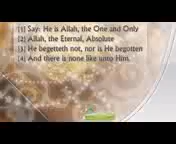 [1] Say: He is Allah, the One and Only
[2] Allah, the Eternal, Absolute
[3] He begetteth not, nor is He begotten
[4] And there is none like unto Him.